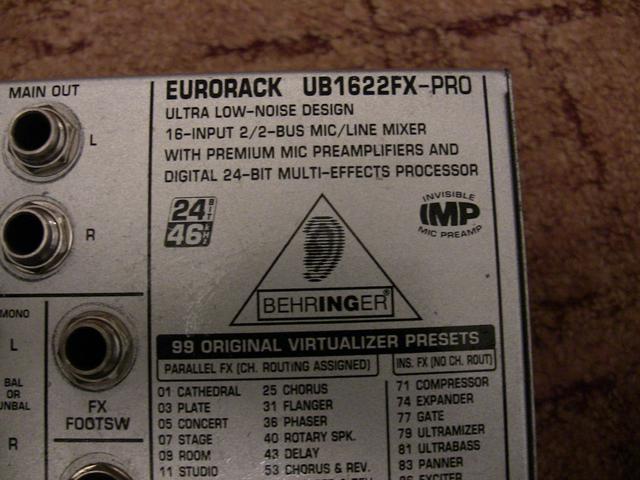 MAIN OUT
L
R
MONO
L
BAL
OR
UNBAL
R
FX
FOOTSW
EURORACK UB1622FX-PRO
ULTRA LOW-NOISE DESIGN
16-INPUT 2/2-BUS MIC/LINE MIXER
WITH PREMIUM MIC PREAMPLIFIERS AND
DIGITAL 24-BIT MULTI-EFFECTS PROCESSOR
24 BIT
46 kHz
INVISIBLE
IMP
MIC PREAMP
BEHRINGER®
99 ORIGINAL VIRTUALIZER PRESETS
PARALLEL FX (CH. ROUTING ASSIGNED)
01 CATHEDRAL
03 PLATE
05 CONCERT
07 STAGE
09 ROOM
11 STUDIO
25 CHORUS
31 FLANGER
36 PHASER
40 ROTARY SPK.
43 DELAY
53 CHORUS & REV.
INS. FX (NO CH. ROUT)
71 COMPRESSOR
74 EXPANDER
77 GATE
79 ULTRAMIZER
81 ULTRABASS
83 PANNER